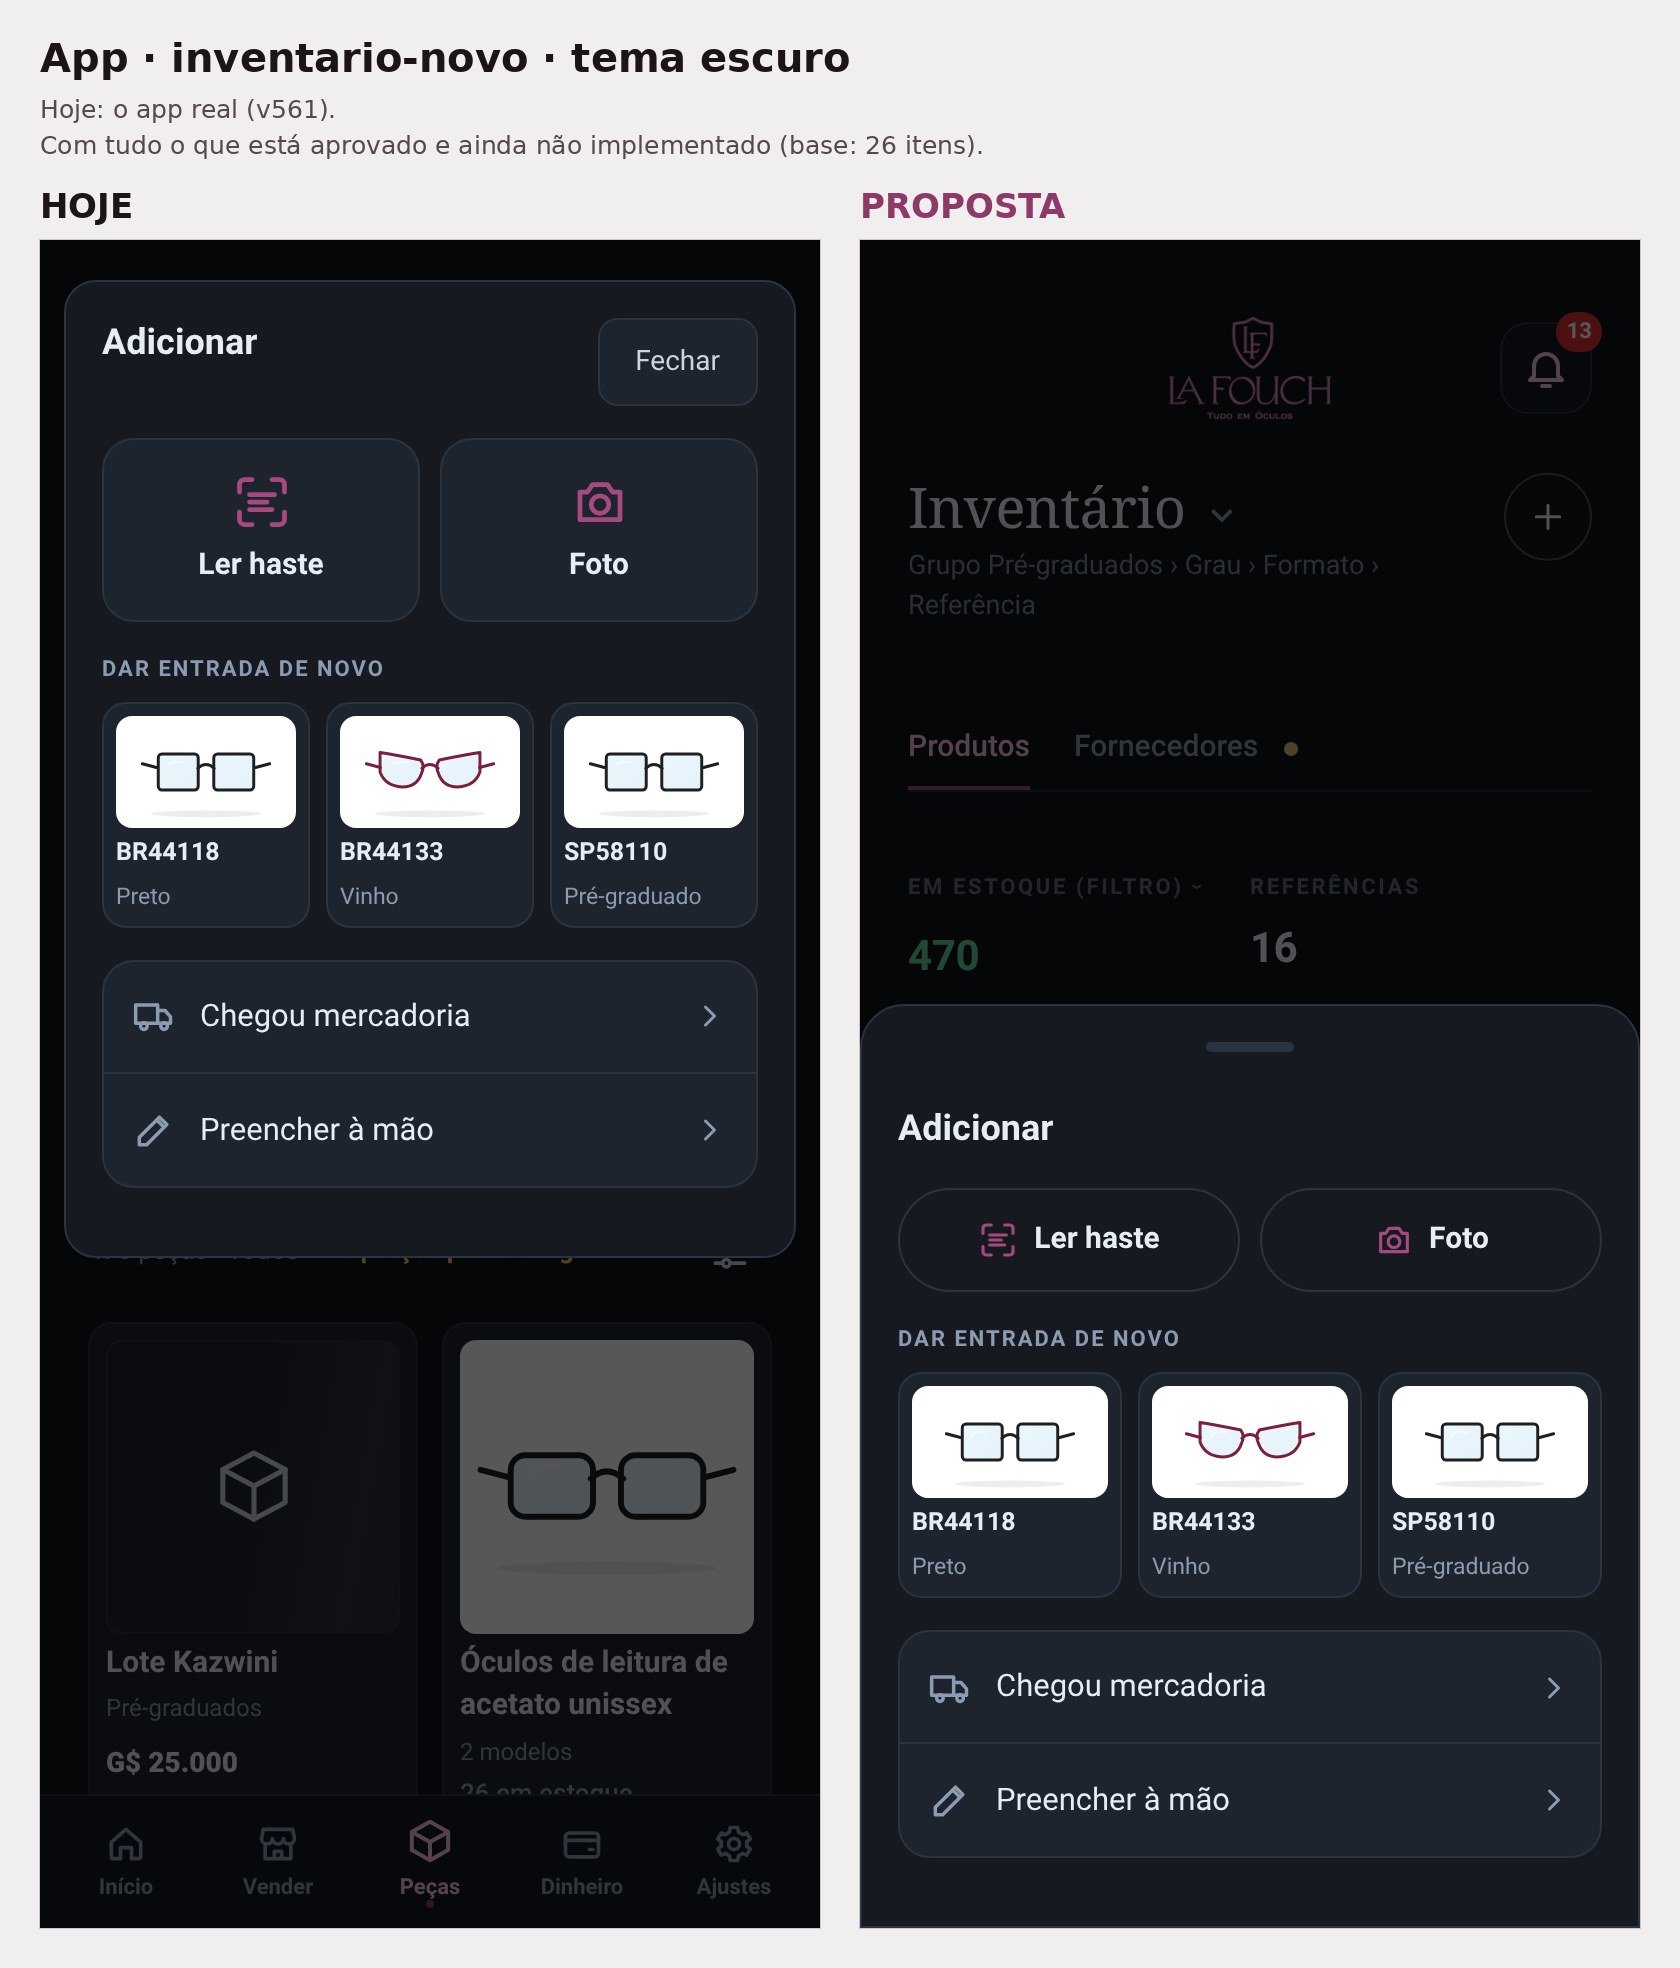 App · inventario-novo · tema escuro
Hoje: o app real (v561).
Com tudo o que está aprovado e ainda não implementado (base: 26 itens).
HOJE
Adicionar
Fechar
Ler haste
Foto
DAR ENTRADA DE NOVO
BR44118
BR44133
SP58110
Preto
Vinho
Pré-graduado
Chegou mercadoria
Preencher à mão
Lote Kazwini
Pré-graduados
G$ 25.000
Óculos de leitura de
acetato unissex
2 modelos
26 em estoque
Início
Vender
Peças
Dinheiro
Ajustes
PROPOSTA
LF
LA FOUCH
TUDO EM ÓCULOS
13
Inventário
Grupo Pré-graduados › Grau › Formato ›
Referência
Produtos
Fornecedores
EM ESTOQUE (FILTRO)
REFERÊNCIAS
470
16
Adicionar
Ler haste
Foto
DAR ENTRADA DE NOVO
BR44118
BR44133
SP58110
Preto
Vinho
Pré-graduado
Chegou mercadoria
Preencher à mão